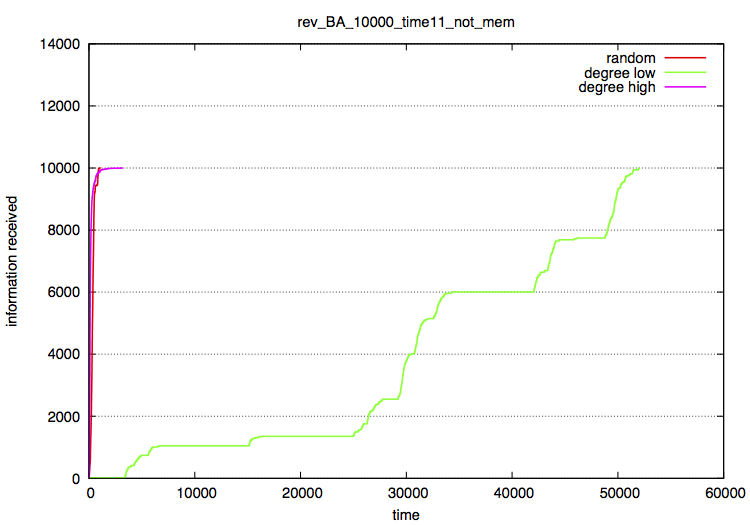 rev_BA_10000_time11_not_mem
14000
12000
10000
8000
6000
4000
2000
0
information received
random
degree low
degree high
0 10000 20000 30000 40000 50000 60000
time